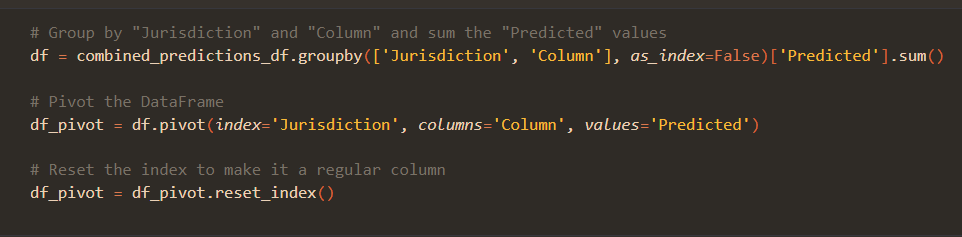 # Group by "Jurisdiction" and "Column" and sum the "Predicted" values
df = combined_predictions_df.groupby(['Jurisdiction', 'Column'], as_index=False)['Predicted'].sum()
# Pivot the DataFrame
df_pivot = df.pivot(index='Jurisdiction', columns='Column', values='Predicted')
# Reset the index to make it a regular column
df_pivot = df_pivot.reset_index()